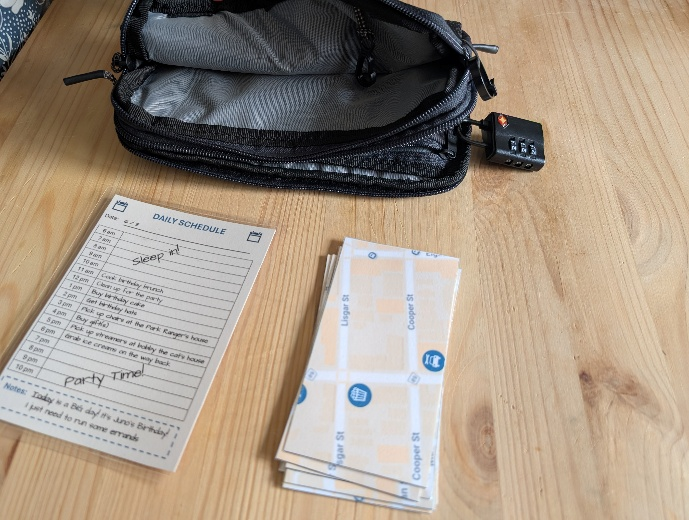 DAILY SCHEDULE
Date:
6 am
7 am
8 am
9 am
10 am
Sleep in!
11 am Cook birthday brunch
12 pm Clean up for the party
1 pm Buy birthday cake
2 pm Get birthday hats
3 pm Pick up chairs at the Park Ranger's house
4 pm Buy gift(s)
5 pm Pick up streamers at bobby the cat's house
6 pm Grab ice creams on the way back
7 pm
8 pm
9 pm
10 pm
Party Time!
Notes: Today is a BIG day! It's Juno's Birthday!
I just need to run some errands
Lisgar St
Cooper St
Lisgar St
Cooper St